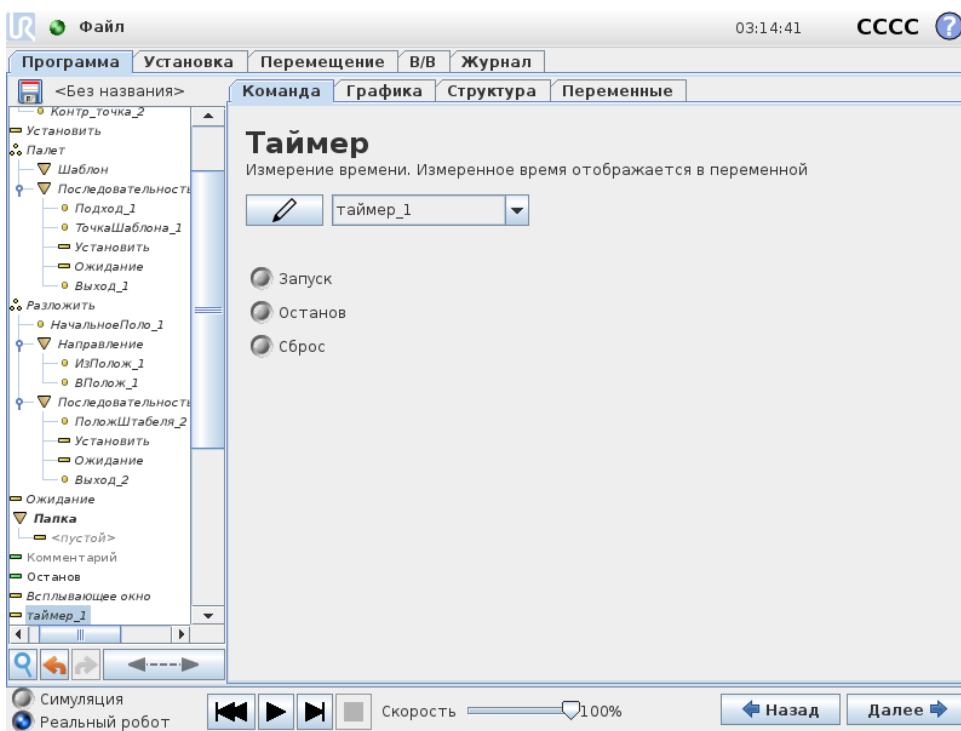 Файл 03:14:41 CCCC ?
Программа Установка Перемещение В/В Журнал
<Без названия> Команда Графика Структура Переменные
Контр_точка_2
Установить
Палет
Шаблон
Последовательность
Подход_1
ТочкаШаблона_1
Установить
Ожидание
Выход_1
Разложить
НачальноеПоло_1
Направление
ИзПолож_1
ВПолож_1
Последовательность
ПоложШтабеля_2
Установить
Ожидание
Выход_2
Ожидание
Папка
<пустой>
Комментарий
Останов
Всплывающее окно
таймер_1
Таймер
Измерение времени. Измеренное время отображается в переменной
таймер_1
Запуск
Останов
Сброс
Симуляция
Реальный робот
Скорость 100%
Назад Далее